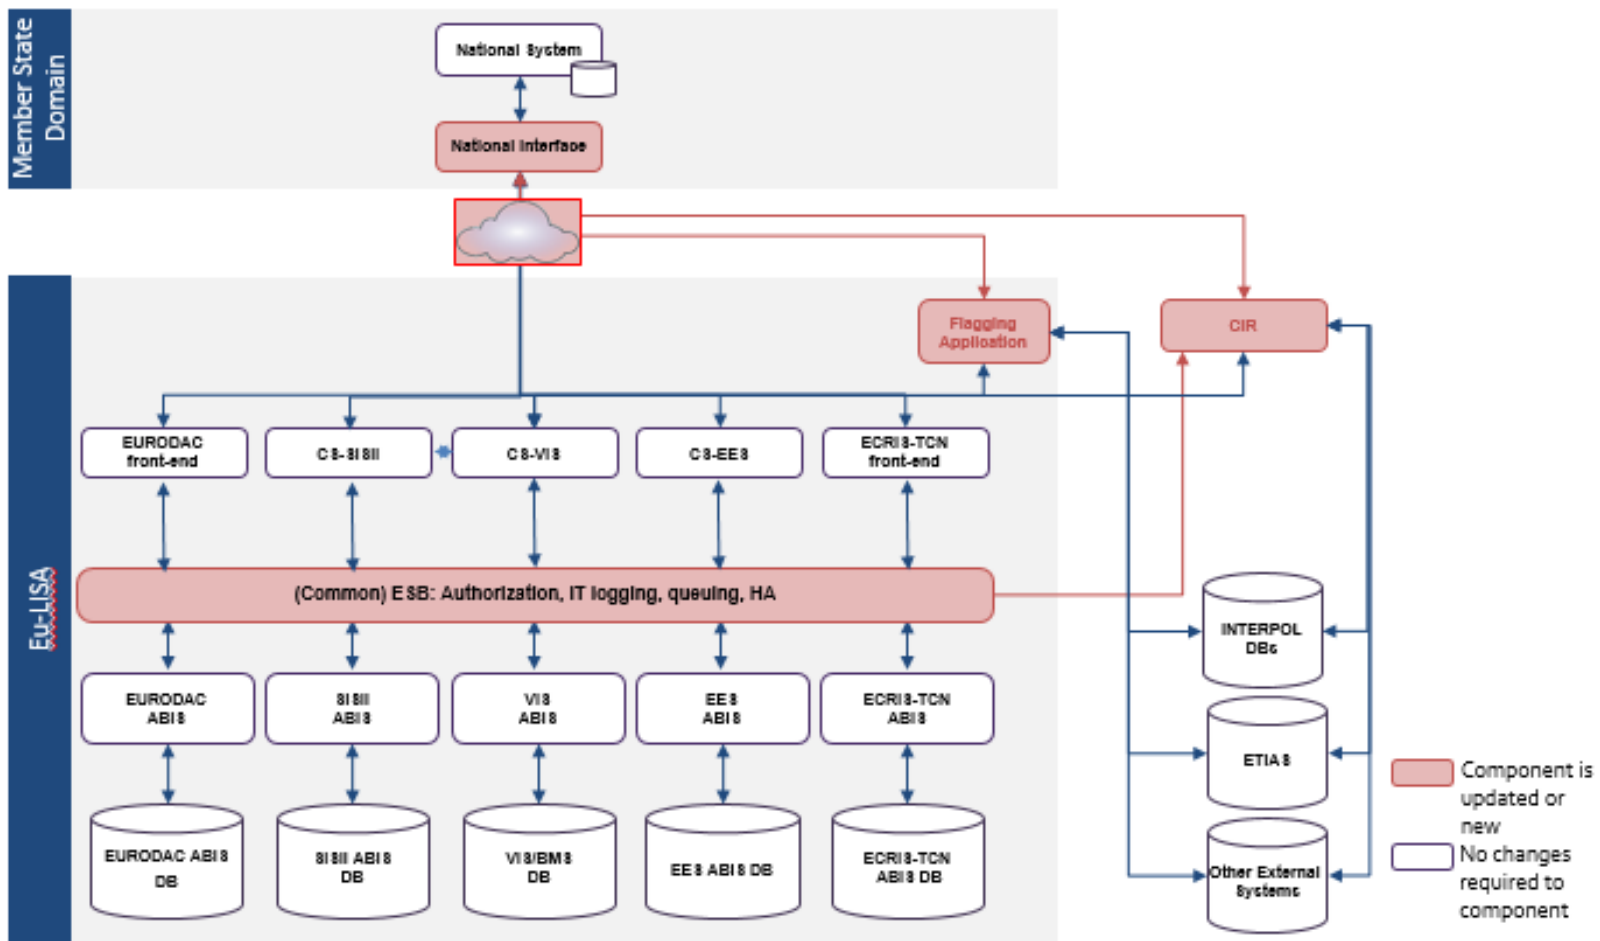 Member State
Domain
National System
National Interface
Eu-LISA
Flagging
Application
CIR
EURODAC
front-end
CS-SISII
CS-VIS
CS-EES
ECRIS-TCN
front-end
(Common) ESB: Authorization, IT logging, queuing, HA
EURODAC
ABIS
SISII
ABIS
VIS
ABIS
EES
ABIS
ECRIS-TCN
ABIS
EURODAC ABIS
DB
SISII ABIS
DB
VIS/BMS
DB
EES ABIS DB
ECRIS-TCN
ABIS DB
INTERPOL
DBs
ETIAS
Other External
Systems
Component is
updated or
new
No changes
required to
component